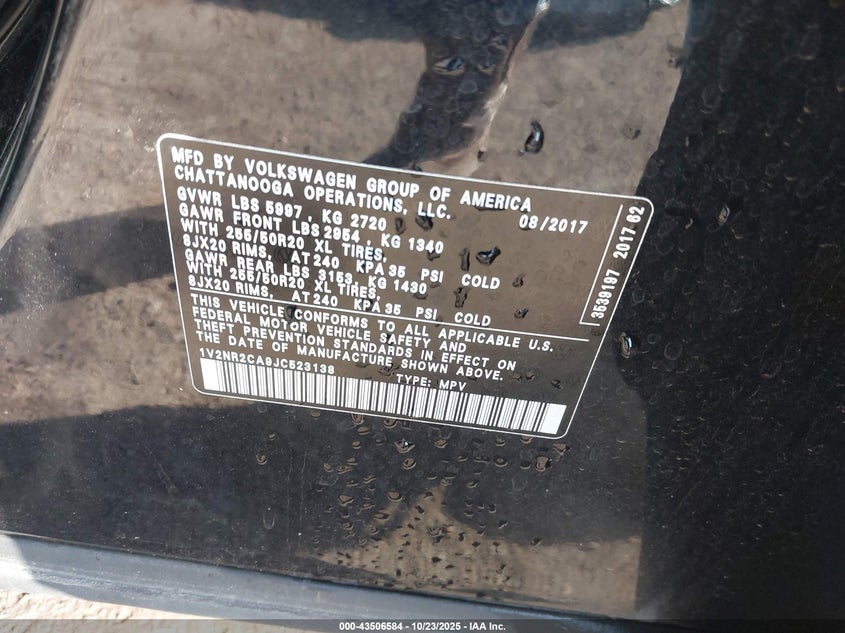 MFD BY VOLKSWAGEN GROUP OF AMERICA
CHATTANOOGA OPERATIONS, LLC.
GVWR LBS 5997, KG 2720 08/2017
GAWR FRONT LBS 2954, KG 1340
WITH 255/50R20 XL TIRES,
8JX20 RIMS, AT 240 KPA 35 PSI COLD
GAWR REAR LBS 3153, KG 1430
WITH 255/50R20 XL TIRES,
8JX20 RIMS, AT 240 KPA 35 PSI COLD
THIS VEHICLE CONFORMS TO ALL APPLICABLE U.S.
FEDERAL MOTOR VEHICLE SAFETY AND
THEFT PREVENTION STANDARDS IN EFFECT ON
THE DATE OF MANUFACTURE SHOWN ABOVE.
1V2NR2CA9JC523138 TYPE: MPV
3639197 2017 62
000-43506584 - 10/23/2025 - IAA Inc.